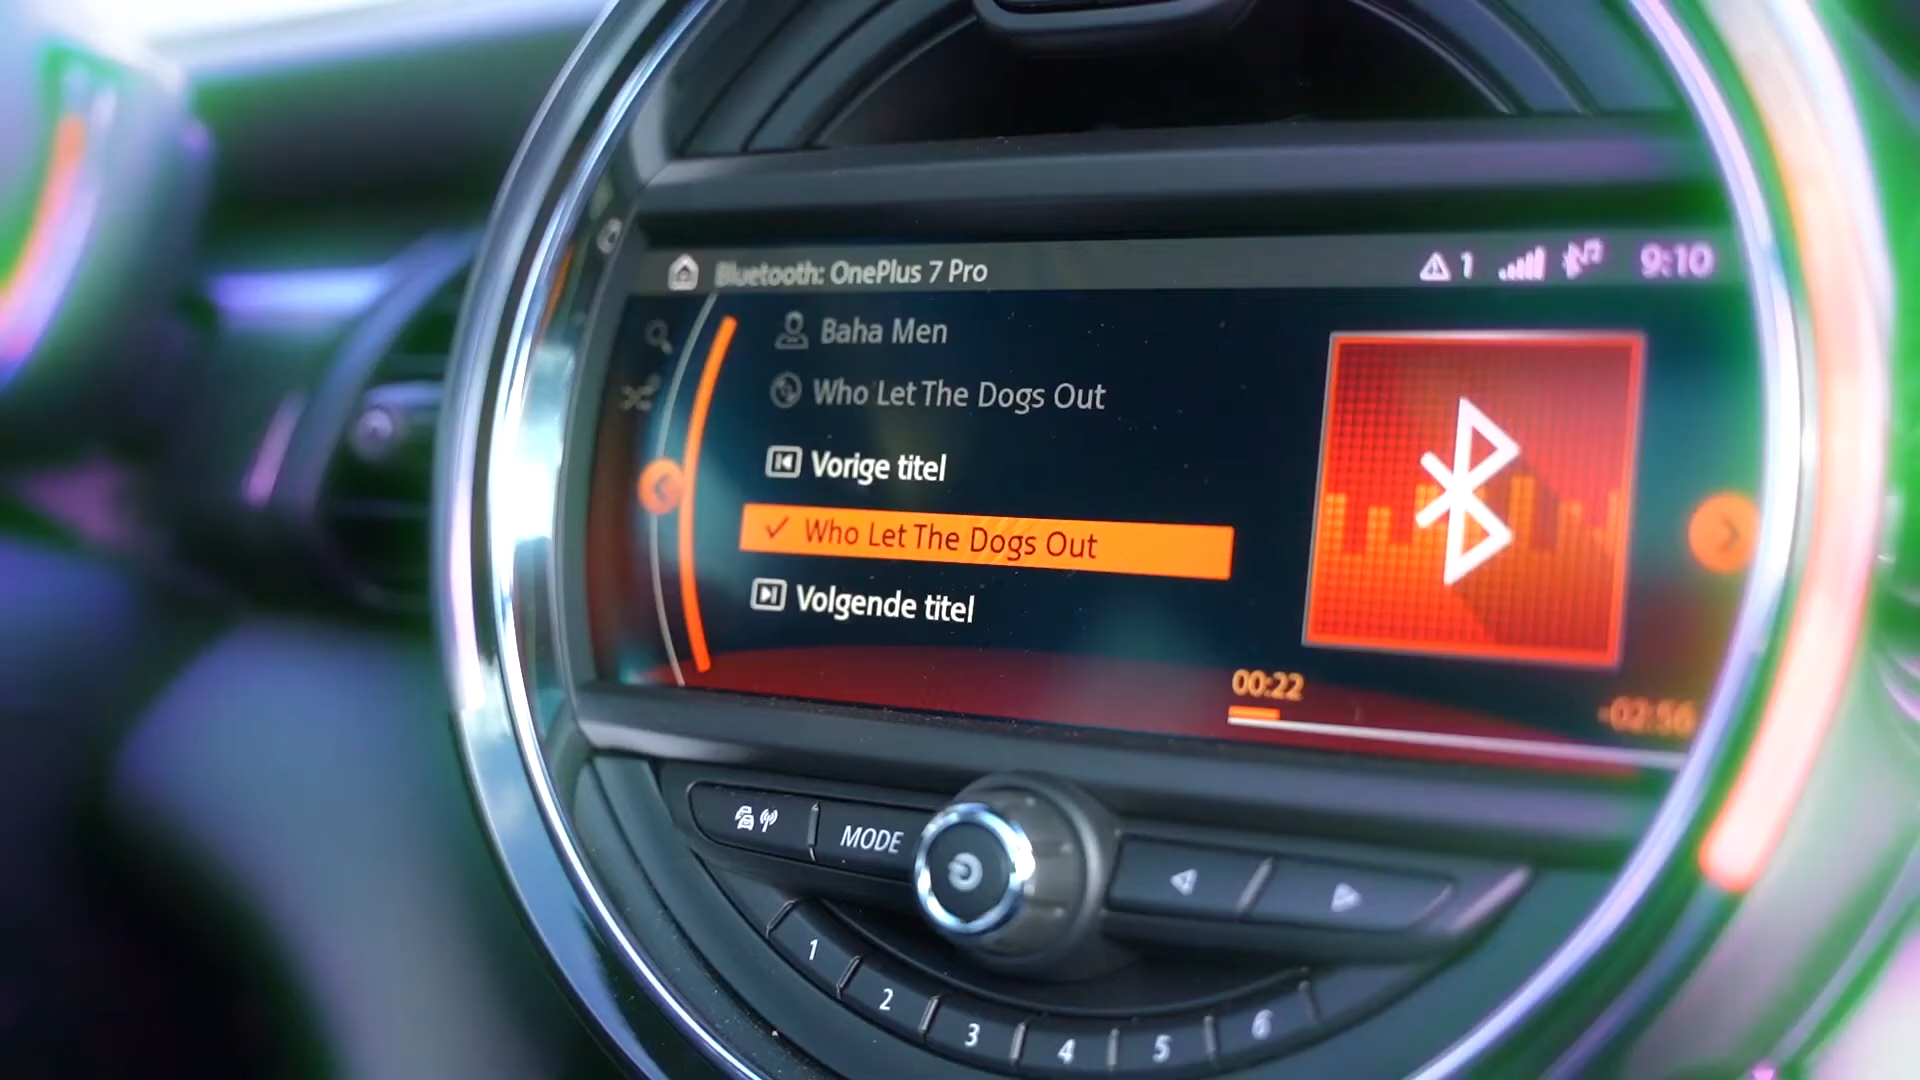 Bluetooth: OnePlus 7 Pro
1
9:10
Baha Men
Who Let The Dogs Out
Vorige titel
Who Let The Dogs Out
Volgende titel
00:22
-02:56
MODE
1
2
3
4
5
6